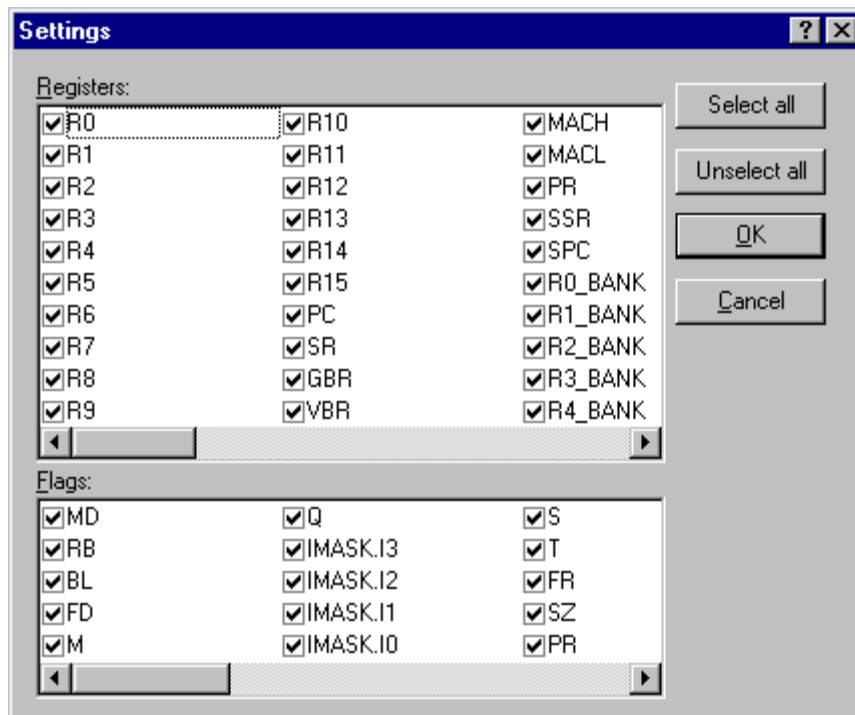 Settings
Registers:
R0 R10 MACH
R1 R11 MACL
R2 R12 PR
R3 R13 SSR
R4 R14 SPC
R5 R15 R0_BANK
R6 PC R1_BANK
R7 SR R2_BANK
R8 GBR R3_BANK
R9 VBR R4_BANK
Select all
Unselect all
OK
Cancel
Flags:
MD Q S
RB IMASK.I3 T
BL IMASK.I2 FR
FD IMASK.I1 SZ
M IMASK.I0 PR